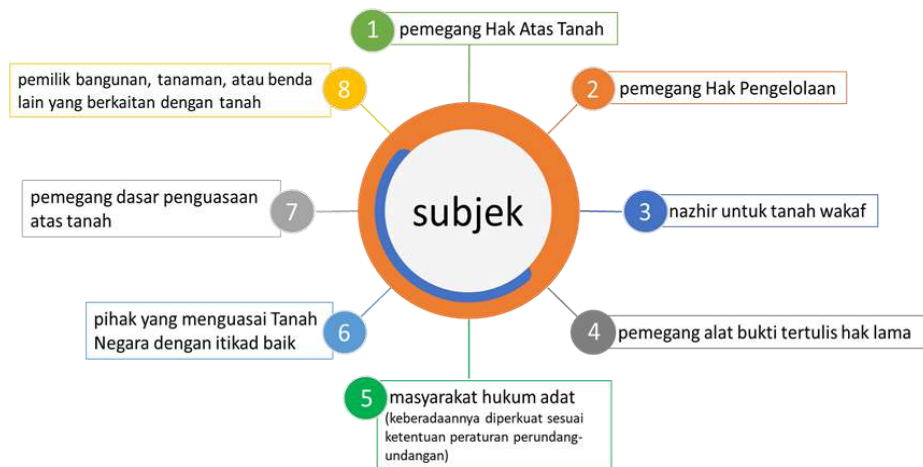 subjek
1
pemegang Hak Atas Tanah
2
pemegang Hak Pengelolaan
3
nazhir untuk tanah wakaf
4
pemegang alat bukti tertulis hak lama
5
masyarakat hukum adat
(keberadaannya diperkuat sesuai
ketentuan peraturan perundang-
undangan)
6
pihak yang menguasai Tanah
Negara dengan itikad baik
7
pemegang dasar penguasaan
atas tanah
8
pemilik bangunan, tanaman, atau benda
lain yang berkaitan dengan tanah